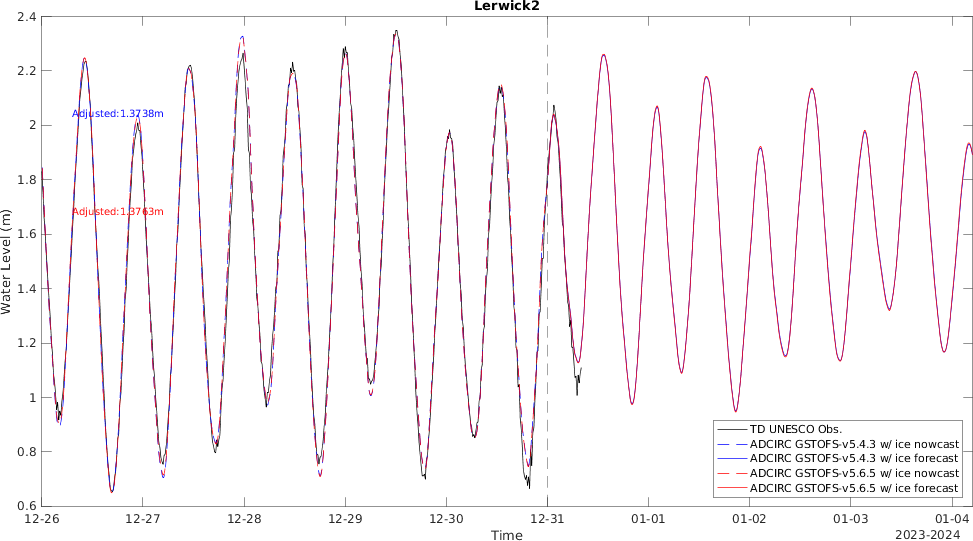 Lerwick2
2.4
2.2
2
1.8
1.6
1.4
1.2
1
0.8
0.6
Water Level (m)
Adjusted:1.3738m
Adjusted:1.3763m
TD UNESCO Obs.
ADCIRC GSTOFS-v5.4.3 w/ ice nowcast
ADCIRC GSTOFS-v5.4.3 w/ ice forecast
ADCIRC GSTOFS-v5.6.5 w/ ice nowcast
ADCIRC GSTOFS-v5.6.5 w/ ice forecast
12-26 12-27 12-28 12-29 12-30 12-31 01-01 01-02 01-03 01-04
Time
2023-2024